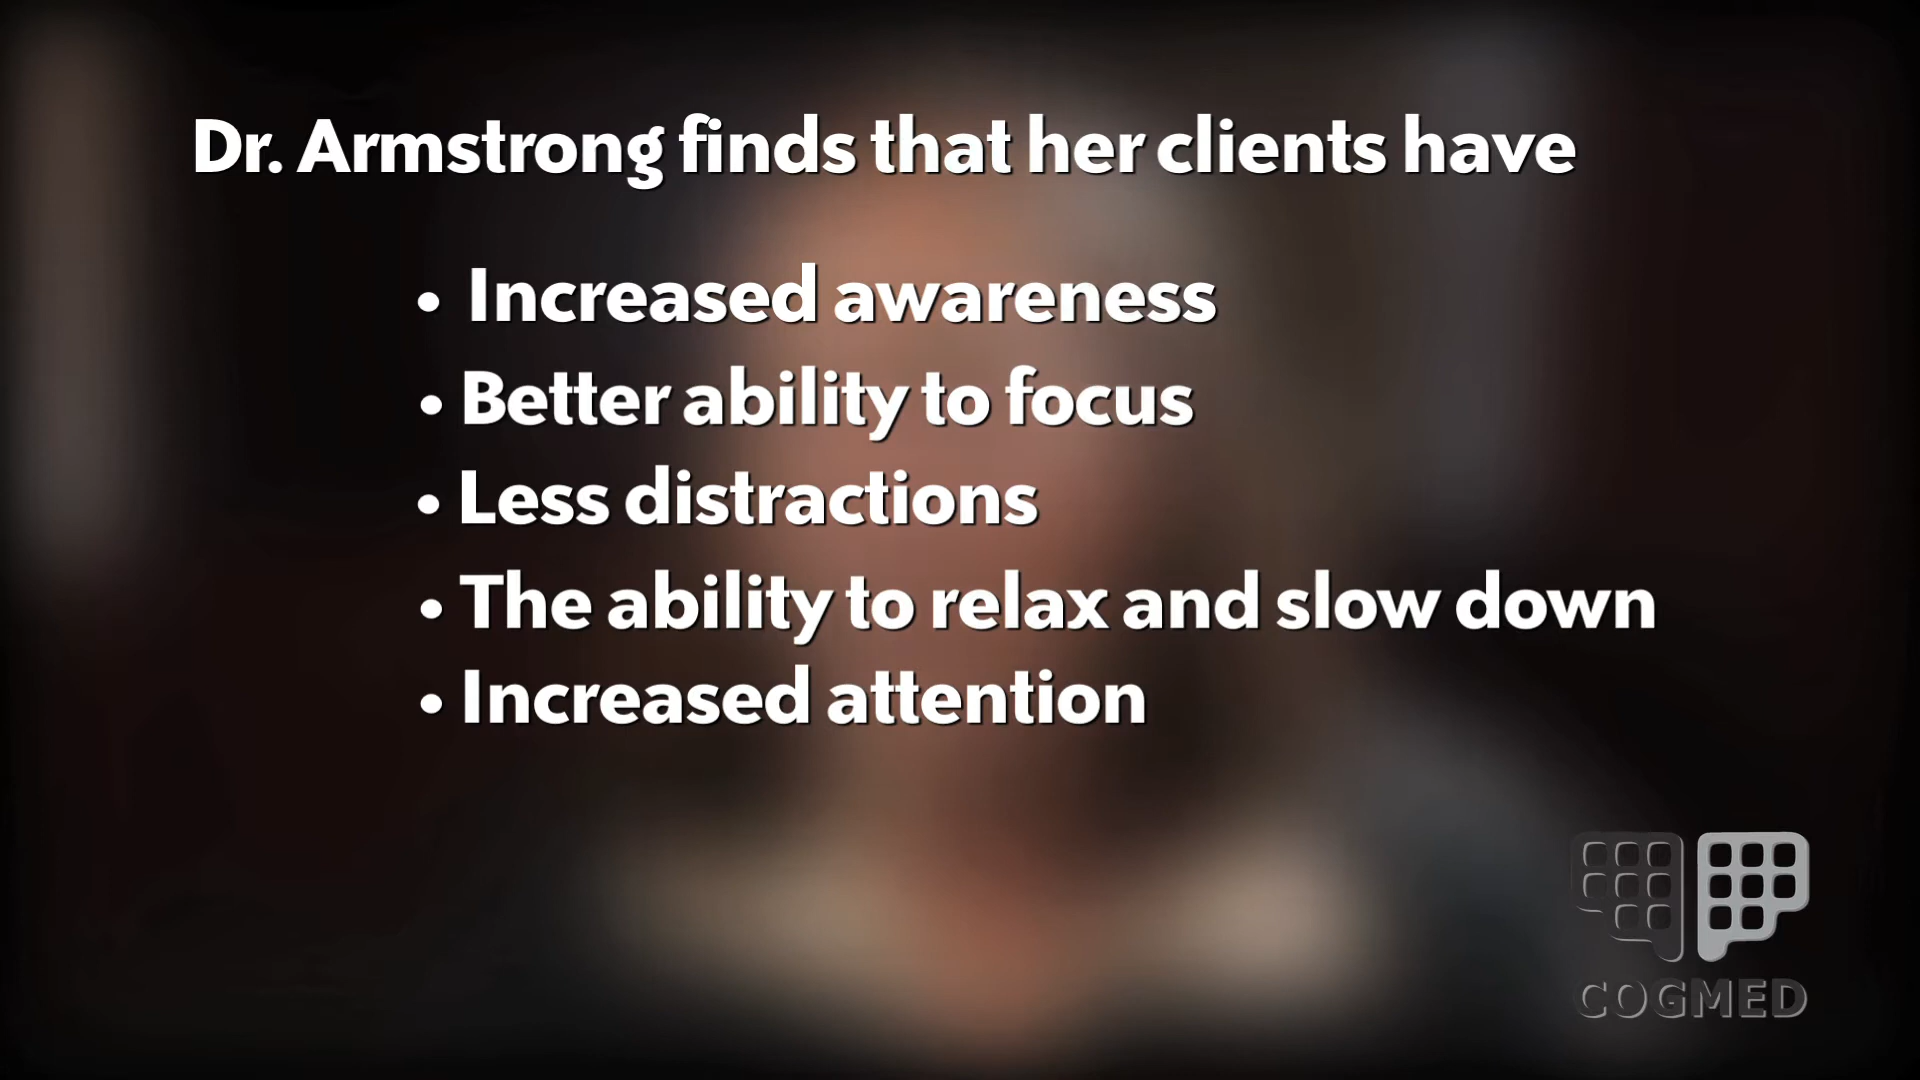 Dr. Armstrong finds that her clients have
• Increased awareness
• Better ability to focus
• Less distractions
• The ability to relax and slow down
• Increased attention
COGMED